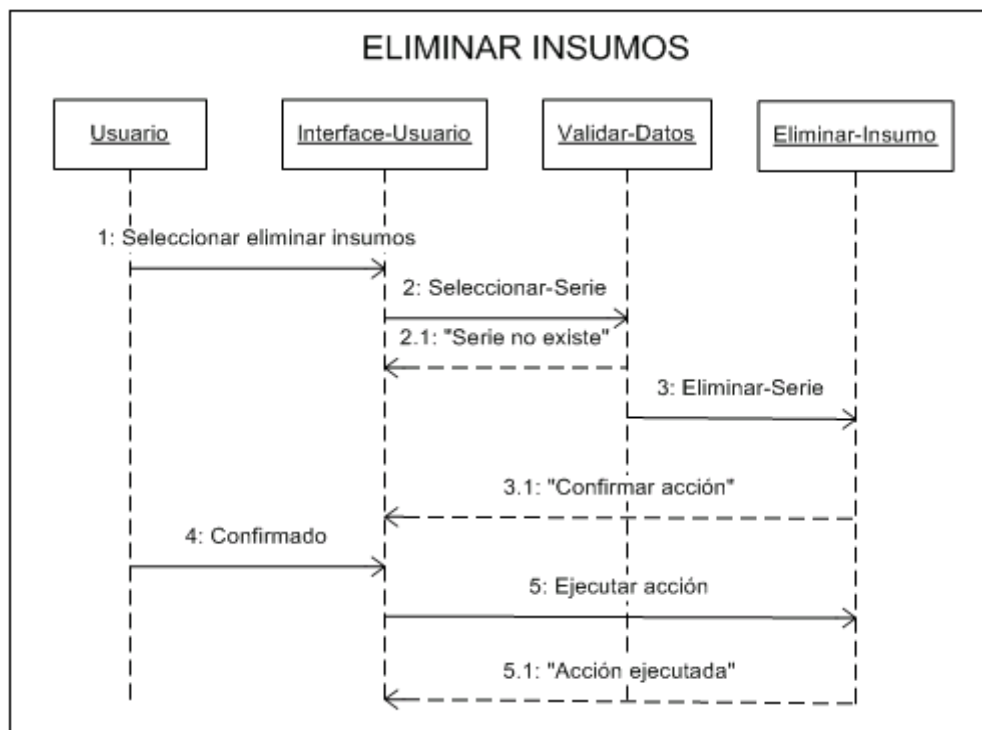 ELIMINAR INSUMOS
Usuario
Interface-Usuario
Validar-Datos
Eliminar-Insumo
1: Seleccionar eliminar insumos
2: Seleccionar-Serie
2.1: "Serie no existe"
3: Eliminar-Serie
3.1: "Confirmar acción"
4: Confirmado
5: Ejecutar acción
5.1: "Acción ejecutada"